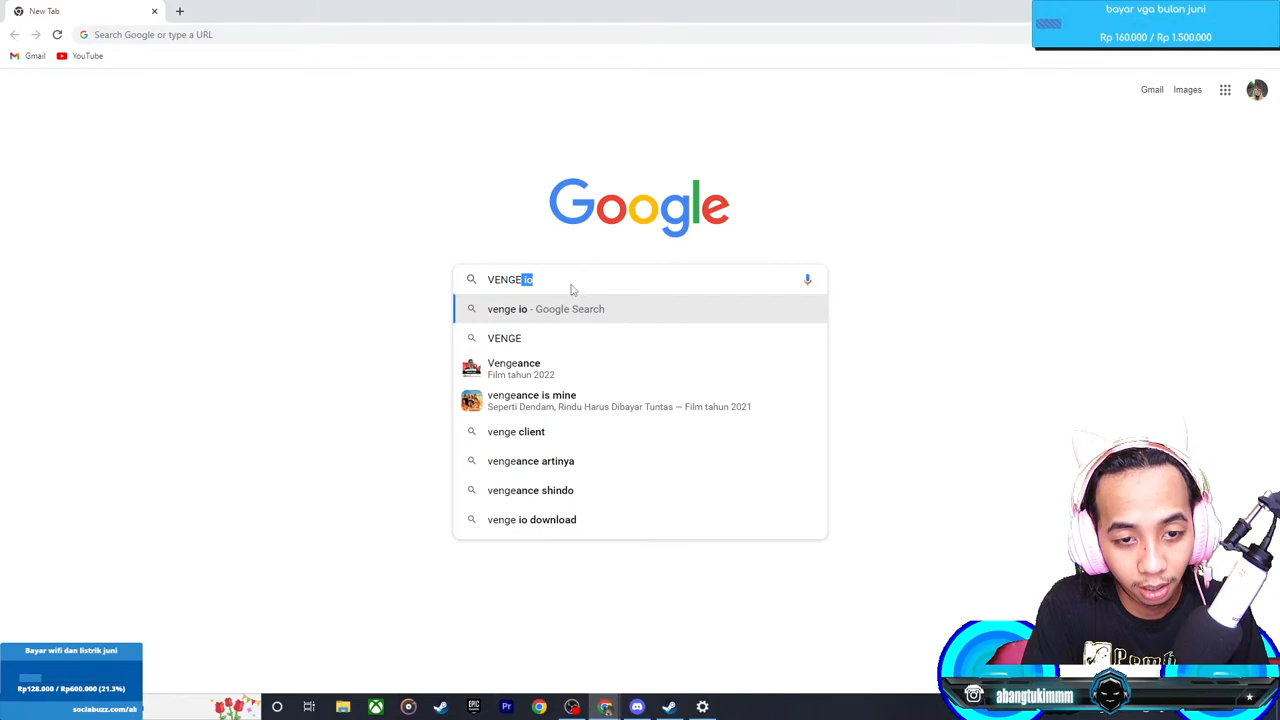 New Tab
bayar vga bulan juni
Rp 160.000 / Rp 1.500.000
Search Google or type a URL
Gmail
YouTube
Gmail
Images
Google
VENGE io
venge io - Google Search
VENGE
Vengeance
Film tahun 2022
vengeance is mine
Seperti Dendam, Rindu Harus Dibayar Tuntas — Film tahun 2021
venge client
vengeance artinya
vengeance shindo
venge io download
Bayar wifi dan listrik juni
Rp128.000 / Rp600.000 (21.3%)
sociabuzz.com/ab
abangtukimmm
EPIC
Pr